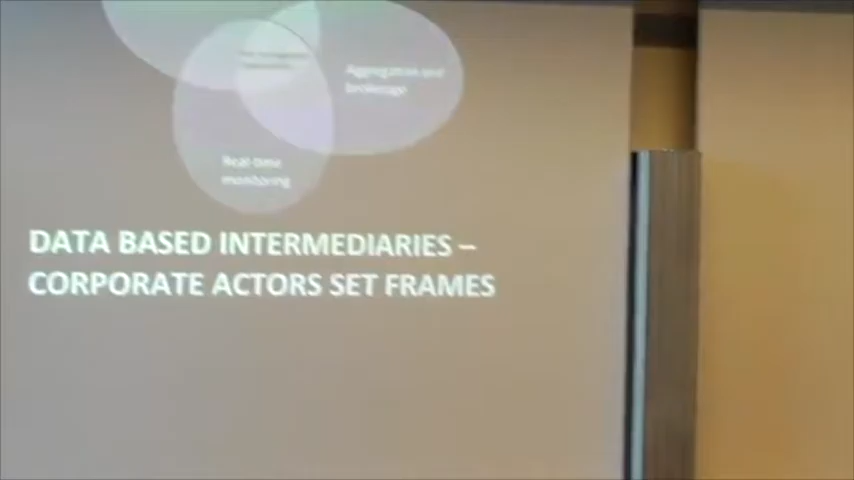 Aggregation and
brokerage
Real-time
monitoring
DATA BASED INTERMEDIARIES –
CORPORATE ACTORS SET FRAMES